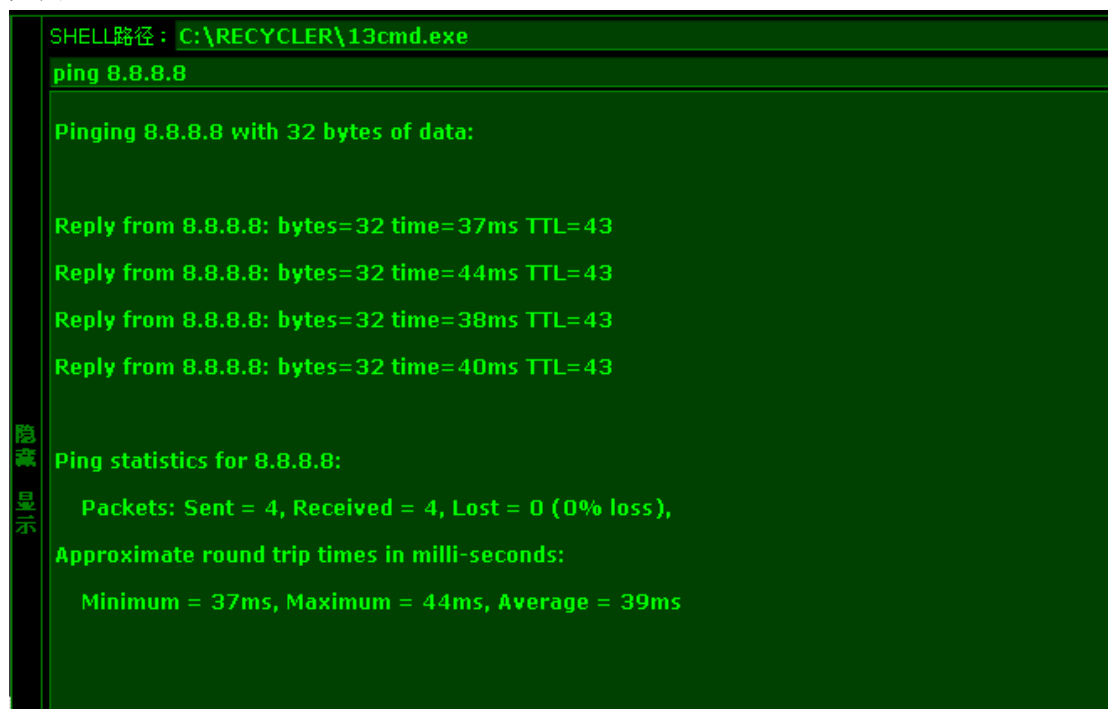 SHELL路径： C:\RECYCLER\13cmd.exe
ping 8.8.8.8
Pinging 8.8.8.8 with 32 bytes of data:
Reply from 8.8.8.8: bytes=32 time=37ms TTL=43
Reply from 8.8.8.8: bytes=32 time=44ms TTL=43
Reply from 8.8.8.8: bytes=32 time=38ms TTL=43
Reply from 8.8.8.8: bytes=32 time=40ms TTL=43
隐藏 显示
Ping statistics for 8.8.8.8:
Packets: Sent = 4, Received = 4, Lost = 0 (0% loss),
Approximate round trip times in milli-seconds:
Minimum = 37ms, Maximum = 44ms, Average = 39ms